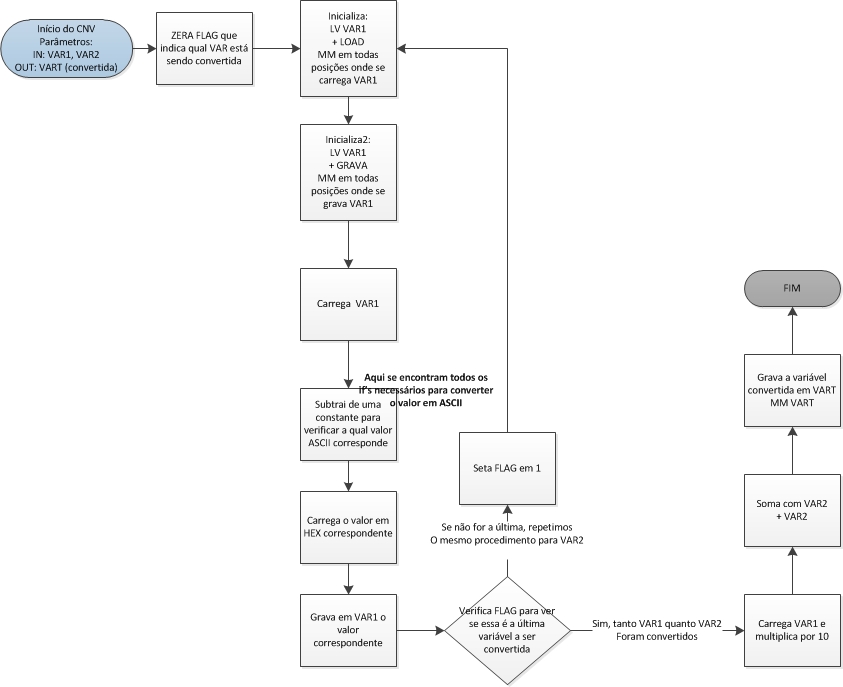 Início do CNV
Parâmetros:
IN: VAR1, VAR2
OUT: VART (convertida)
ZERA FLAG que
indica qual VAR está
sendo convertida
Inicializa:
LV VAR1
+ LOAD
MM em todas
posições onde se
carrega VAR1
Inicializa2:
LV VAR1
+ GRAVA
MM em todas
posições onde se
grava VAR1
Carrega VAR1
Aqui se encontram todos os
if's necessários para converter
o valor em ASCII
Subtrai de uma
constante para
verificar a qual valor
ASCII corresponde
Carrega o valor em
HEX correspondente
Grava em VAR1 o
valor
correspondente
Verifica FLAG para ver
se essa é a última
variável a ser
convertida
Se não for a última, repetimos
O mesmo procedimento para VAR2
Seta FLAG em 1
Sim, tanto VAR1 quanto VAR2
Foram convertidos
Carrega VAR1 e
multiplica por 10
Soma com VAR2
+ VAR2
Grava a variável
convertida em VART
MM VART
FIM